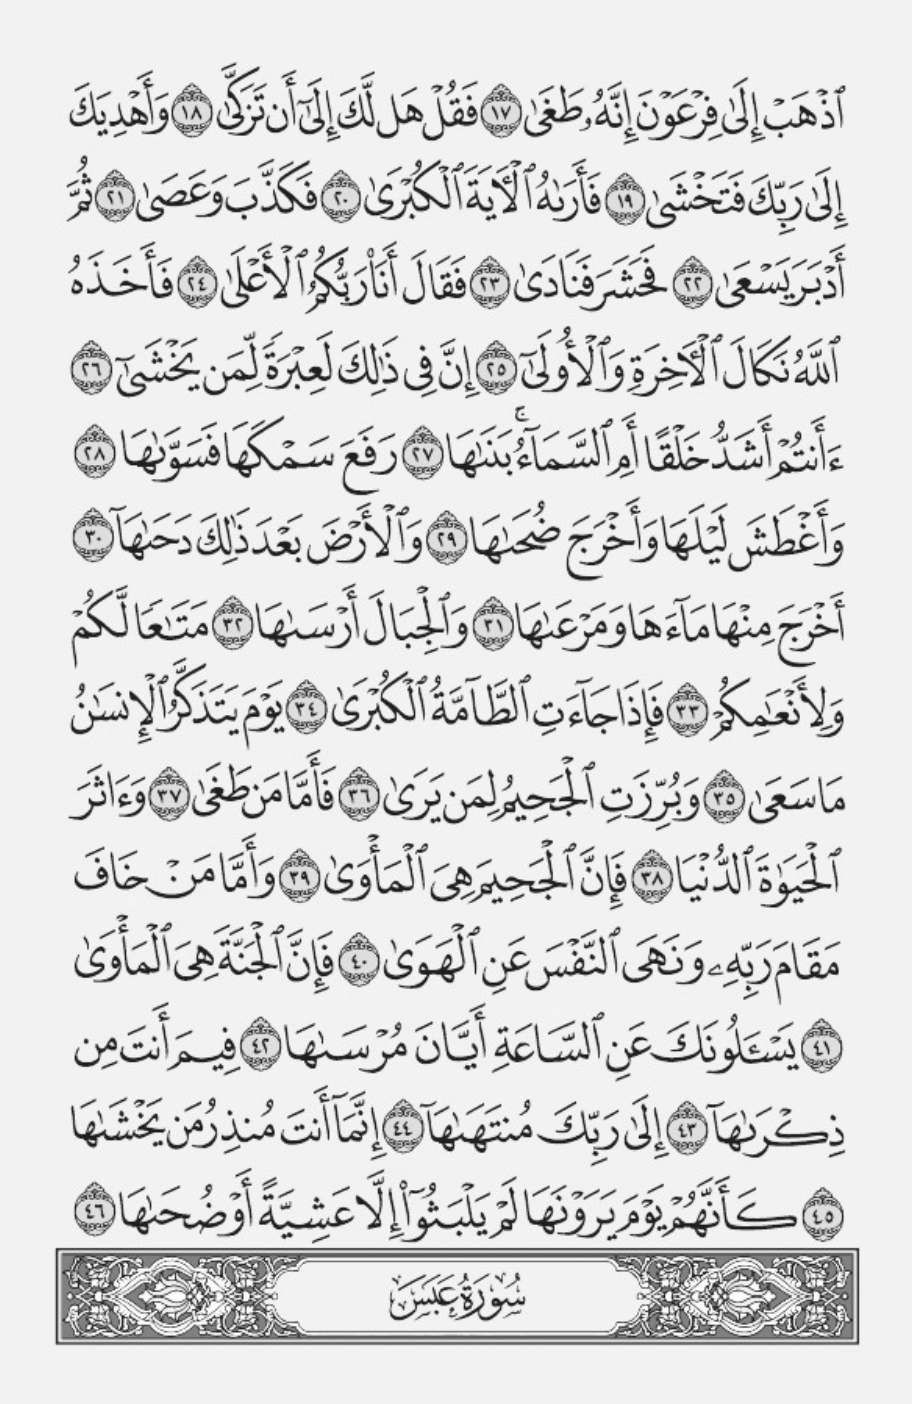 ٱذۡهَبۡ إِلَىٰ فِرۡعَوۡنَ إِنَّهُۥ طَغَىٰ ١٧ فَقُلۡ هَل لَّكَ إِلَىٰٓ أَن تَزَكَّىٰ ١٨ وَأَهۡدِيَكَ
إِلَىٰ رَبِّكَ فَتَخۡشَىٰ ١٩ فَأَرَىٰهُ ٱلۡأٓيَةَ ٱلۡكُبۡرَىٰ ٢٠ فَكَذَّبَ وَعَصَىٰ ٢١ ثُمَّ
أَدۡبَرَ يَسۡعَىٰ ٢٢ فَحَشَرَ فَنَادَىٰ ٢٣ فَقَالَ أَنَا۠ رَبُّكُمُ ٱلۡأَعۡلَىٰ ٢٤ فَأَخَذَهُ
ٱللَّهُ نَكَالَ ٱلۡأٓخِرَةِ وَٱلۡأُولَىٰٓ ٢٥ إِنَّ فِي ذَٰلِكَ لَعِبۡرَةٗ لِّمَن يَخۡشَىٰٓ ٢٦
ءَأَنتُمۡ أَشَدُّ خَلۡقًا أَمِ ٱلسَّمَآءُۚ بَنَىٰهَا ٢٧ رَفَعَ سَمۡكَهَا فَسَوَّىٰهَا ٢٨
وَأَغۡطَشَ لَيۡلَهَا وَأَخۡرَجَ ضُحَىٰهَا ٢٩ وَٱلۡأَرۡضَ بَعۡدَ ذَٰلِكَ دَحَىٰهَآ ٣٠
أَخۡرَجَ مِنۡهَا مَآءَهَا وَمَرۡعَىٰهَا ٣١ وَٱلۡجِبَالَ أَرۡسَىٰهَا ٣٢ مَتَٰعٗا لَّكُمۡ
وَلِأَنۡعَٰمِكُمۡ ٣٣ فَإِذَا جَآءَتِ ٱلطَّآمَّةُ ٱلۡكُبۡرَىٰ ٣٤ يَوۡمَ يَتَذَكَّرُ ٱلۡإِنسَٰنُ
مَا سَعَىٰ ٣٥ وَبُرِّزَتِ ٱلۡجَحِيمُ لِمَن يَرَىٰ ٣٦ فَأَمَّا مَن طَغَىٰ ٣٧ وَءَاثَرَ
ٱلۡحَيَوٰةَ ٱلدُّنۡيَا ٣٨ فَإِنَّ ٱلۡجَحِيمَ هِيَ ٱلۡمَأۡوَىٰ ٣٩ وَأَمَّا مَنۡ خَافَ
مَقَامَ رَبِّهِۦ وَنَهَى ٱلنَّفۡسَ عَنِ ٱلۡهَوَىٰ ٤٠ فَإِنَّ ٱلۡجَنَّةَ هِيَ ٱلۡمَأۡوَىٰ
٤١ يَسۡـَٔلُونَكَ عَنِ ٱلسَّاعَةِ أَيَّانَ مُرۡسَىٰهَا ٤٢ فِيمَ أَنتَ مِن
ذِكۡرَىٰهَآ ٤٣ إِلَىٰ رَبِّكَ مُنتَهَىٰهَآ ٤٤ إِنَّمَآ أَنتَ مُنذِرُ مَن يَخۡشَىٰهَا
٤٥ كَأَنَّهُمۡ يَوۡمَ يَرَوۡنَهَا لَمۡ يَلۡبَثُوٓاْ إِلَّا عَشِيَّةً أَوۡ ضُحَىٰهَا ٤٦
سُورَةُ عَبَسَ